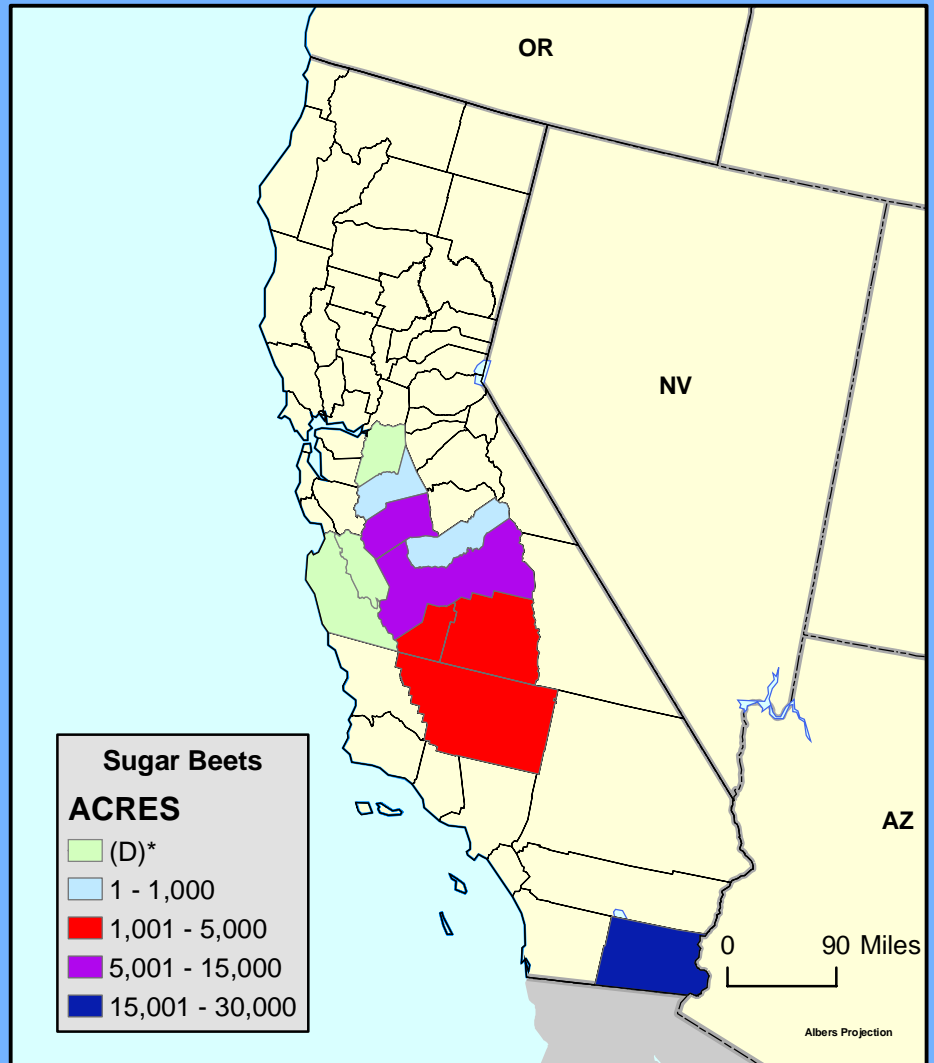 OR
NV
AZ
Sugar Beets
ACRES
(D)*
1 - 1,000
1,001 - 5,000
5,001 - 15,000
15,001 - 30,000
0 90 Miles
Albers Projection